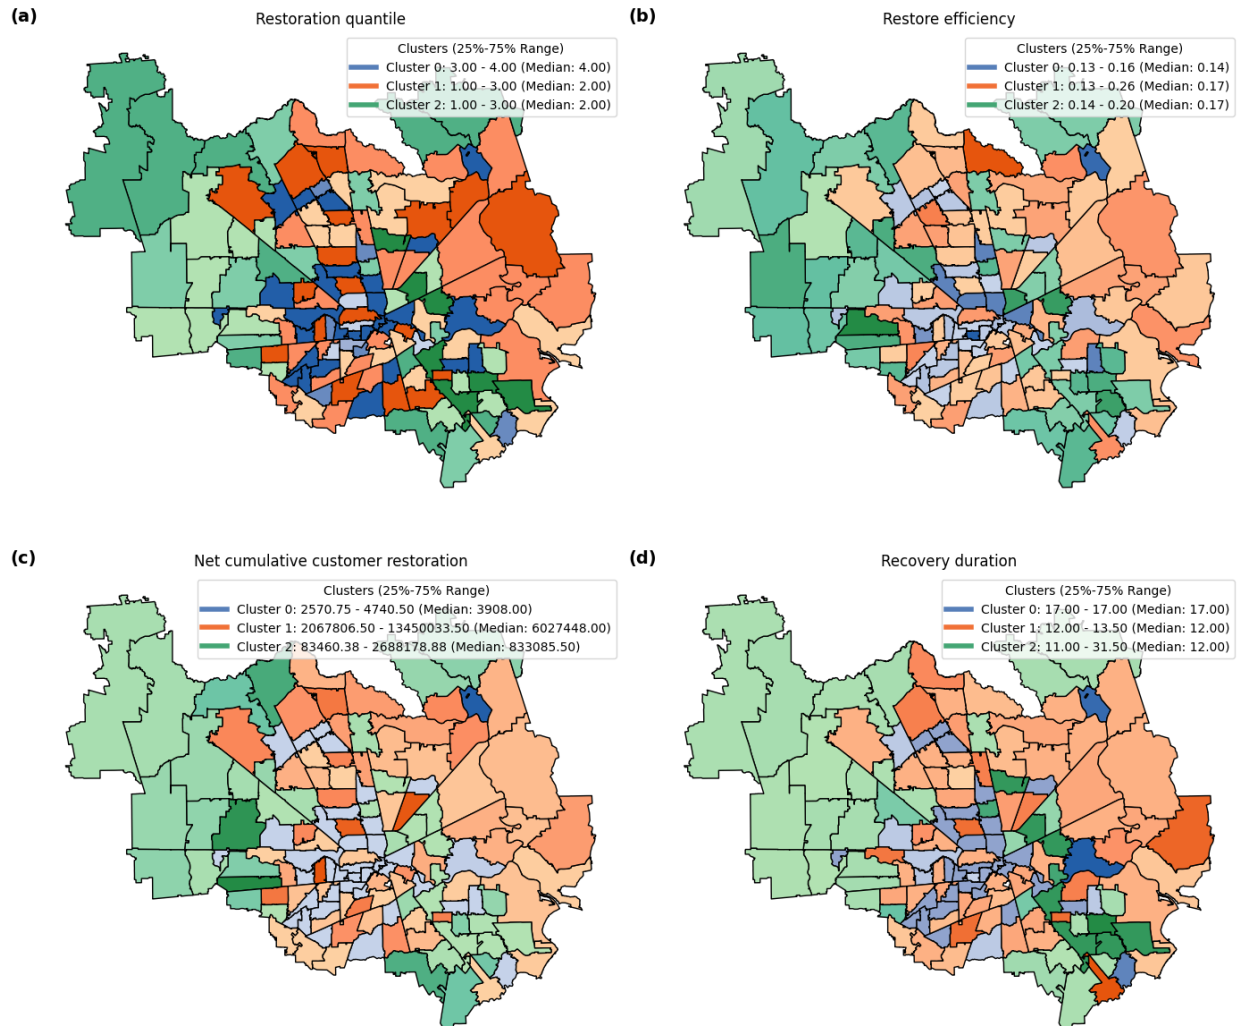 (a)
Restoration quantile
Clusters (25%-75% Range)
Cluster 0: 3.00 - 4.00 (Median: 4.00)
Cluster 1: 1.00 - 3.00 (Median: 2.00)
Cluster 2: 1.00 - 3.00 (Median: 2.00)
(b)
Restore efficiency
Clusters (25%-75% Range)
Cluster 0: 0.13 - 0.16 (Median: 0.14)
Cluster 1: 0.13 - 0.26 (Median: 0.17)
Cluster 2: 0.14 - 0.20 (Median: 0.17)
(c)
Net cumulative customer restoration
Clusters (25%-75% Range)
Cluster 0: 2570.75 - 4740.50 (Median: 3908.00)
Cluster 1: 2067806.50 - 13450033.50 (Median: 6027448.00)
Cluster 2: 83460.38 - 2688178.88 (Median: 833085.50)
(d)
Recovery duration
Clusters (25%-75% Range)
Cluster 0: 17.00 - 17.00 (Median: 17.00)
Cluster 1: 12.00 - 13.50 (Median: 12.00)
Cluster 2: 11.00 - 31.50 (Median: 12.00)